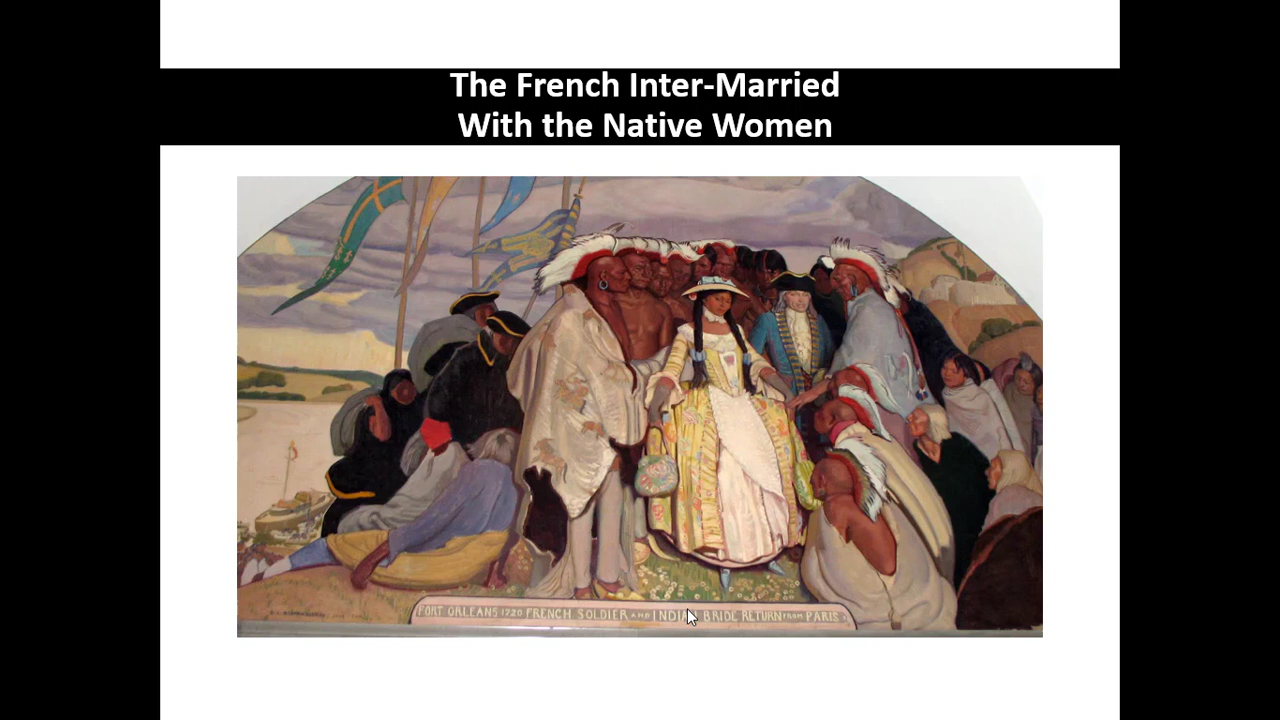 The French Inter-Married
With the Native Women
FORT ORLEANS 1720 FRENCH SOLDIER AND INDIAN BRIDE RETURN FROM PARIS